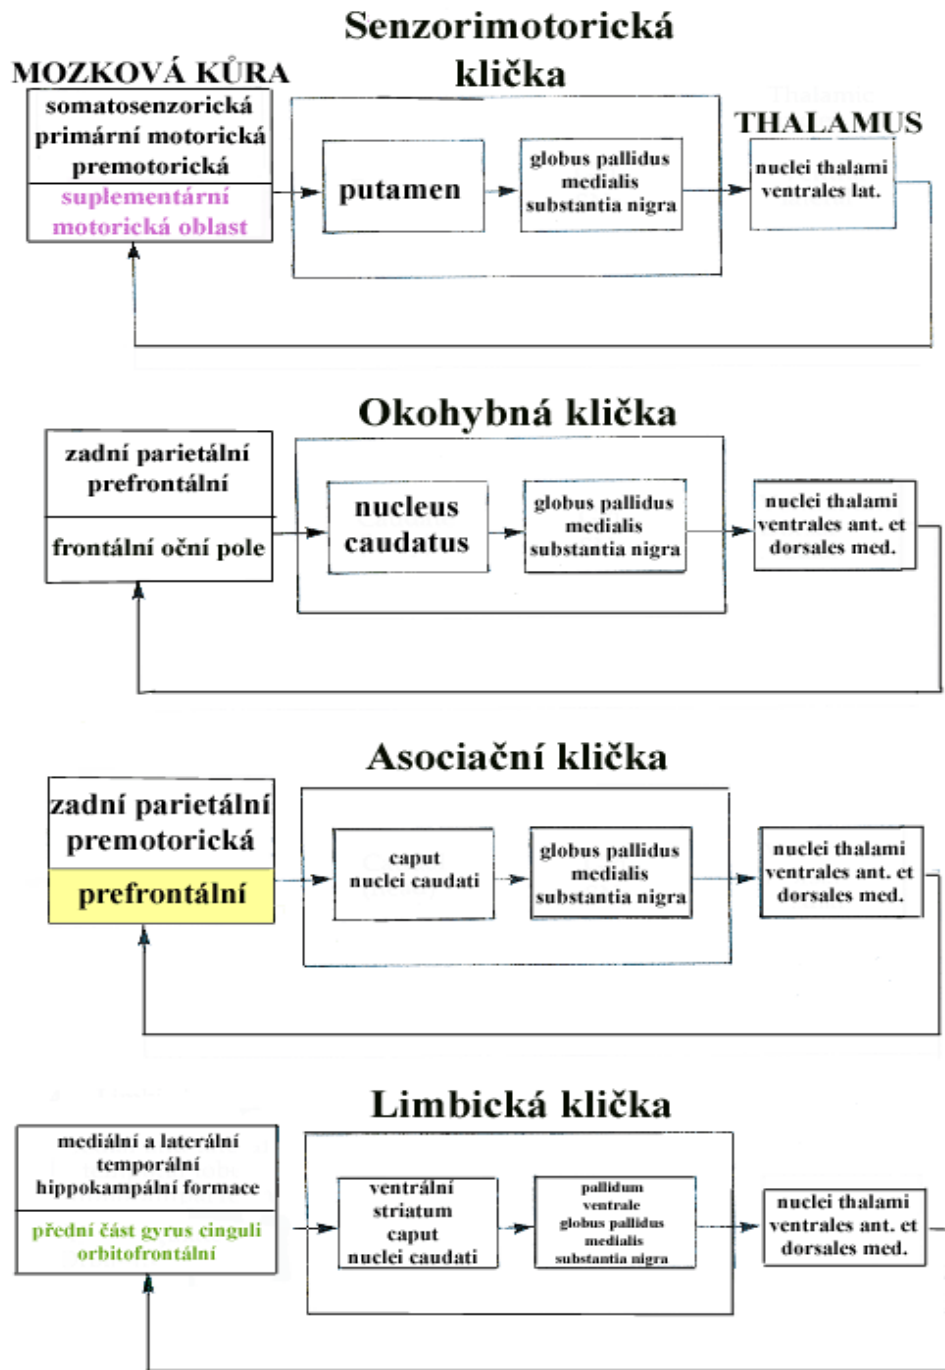 Senzorimotorická
klička
MOZKOVÁ KŮRA
somatosenzorická
primární motorická
premotorická
suplementární
motorická oblast
putamen
globus pallidus
medialis
substantia nigra
THALAMUS
nuclei thalami
ventrales lat.
Okohybná klička
zadní parietální
prefrontální
frontální oční pole
nucleus
caudatus
globus pallidus
medialis
substantia nigra
nuclei thalami
ventrales ant. et
dorsales med.
Asociační klička
zadní parietální
premotorická
prefrontální
caput
nuclei caudati
globus pallidus
medialis
substantia nigra
nuclei thalami
ventrales ant. et
dorsales med.
Limbická klička
mediální a laterální
temporální
hippokampální formace
přední část gyrus cinguli
orbitofrontální
ventrální
striatum
caput
nuclei caudati
pallidum
ventrale
globus pallidus
medialis
substantia nigra
nuclei thalami
ventrales ant. et
dorsales med.